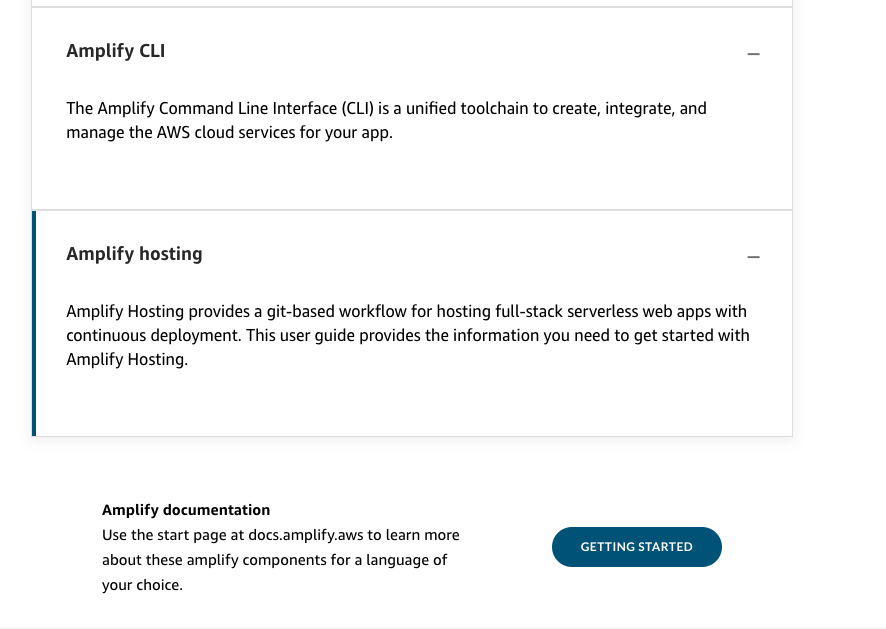 Amplify CLI
The Amplify Command Line Interface (CLI) is a unified toolchain to create, integrate, and
manage the AWS cloud services for your app.
Amplify hosting
Amplify Hosting provides a git-based workflow for hosting full-stack serverless web apps with
continuous deployment. This user guide provides the information you need to get started with
Amplify Hosting.
Amplify documentation
Use the start page at docs.amplify.aws to learn more
about these amplify components for a language of
your choice.
GETTING STARTED